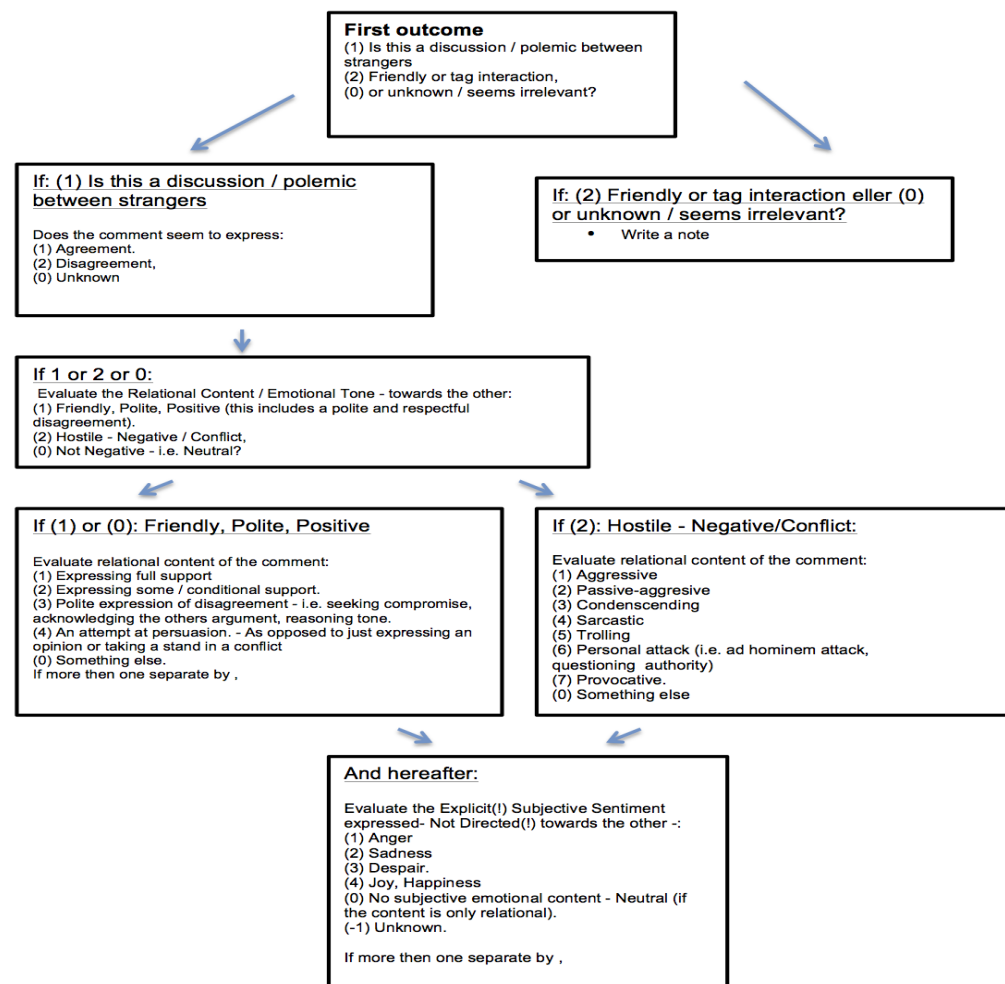 First outcome
(1) Is this a discussion / polemic between
strangers
(2) Friendly or tag interaction,
(0) or unknown / seems irrelevant?
If: (1) Is this a discussion / polemic
between strangers
Does the comment seem to express:
(1) Agreement.
(2) Disagreement,
(0) Unknown
If: (2) Friendly or tag interaction eller (0)
or unknown / seems irrelevant?
• Write a note
If 1 or 2 or 0:
Evaluate the Relational Content / Emotional Tone - towards the other:
(1) Friendly, Polite, Positive (this includes a polite and respectful
disagreement).
(2) Hostile - Negative / Conflict,
(0) Not Negative - i.e. Neutral?
If (1) or (0): Friendly, Polite, Positive
Evaluate relational content of the comment:
(1) Expressing full support
(2) Expressing some / conditional support.
(3) Polite expression of disagreement - i.e. seeking compromise,
acknowledging the others argument, reasoning tone.
(4) An attempt at persuasion. - As opposed to just expressing an
opinion or taking a stand in a conflict
(0) Something else.
If more then one separate by ,
If (2): Hostile - Negative/Conflict:
Evaluate relational content of the comment:
(1) Aggressive
(2) Passive-aggresive
(3) Condenscending
(4) Sarcastic
(5) Trolling
(6) Personal attack (i.e. ad hominem attack,
questioning authority)
(7) Provocative.
(0) Something else
And hereafter:
Evaluate the Explicit(!) Subjective Sentiment
expressed- Not Directed(!) towards the other -:
(1) Anger
(2) Sadness
(3) Despair.
(4) Joy, Happiness
(0) No subjective emotional content - Neutral (if
the content is only relational).
(-1) Unknown.
If more then one separate by ,